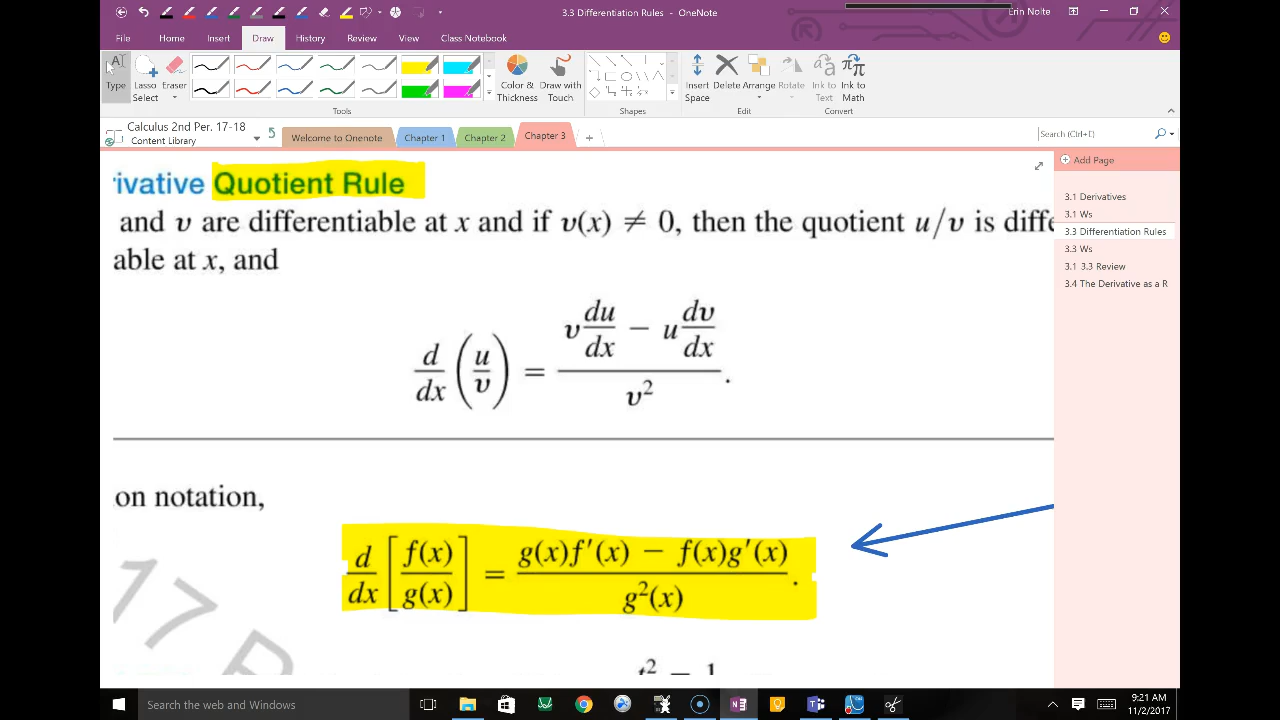 3.3 Differentiation Rules - OneNote
Erin Nolte
File Home Insert Draw History Review View Class Notebook
Type
Lasso Select
Eraser
Color & Thickness
Draw with Touch
Insert Space
Delete
Arrange
Rotate
Ink to Text
Ink to Math
Tools
Shapes
Edit
Convert
Calculus 2nd Per. 17-18
Content Library
Welcome to Onenote
Chapter 1
Chapter 2
Chapter 3
Search (Ctrl+E)
Add Page
3.1 Derivatives
3.1 Ws
3.3 Differentiation Rules
3.3 Ws
3.1 3.3 Review
3.4 The Derivative as a R
ivative Quotient Rule
and v are differentiable at x and if v(x) ≠ 0, then the quotient u/v is diffe
able at x, and
d/dx (u/v) = (v du/dx − u dv/dx) / v².
on notation,
d/dx [f(x)/g(x)] = (g(x)f′(x) − f(x)g′(x)) / g²(x).
17
Search the web and Windows
9:21 AM
11/2/2017